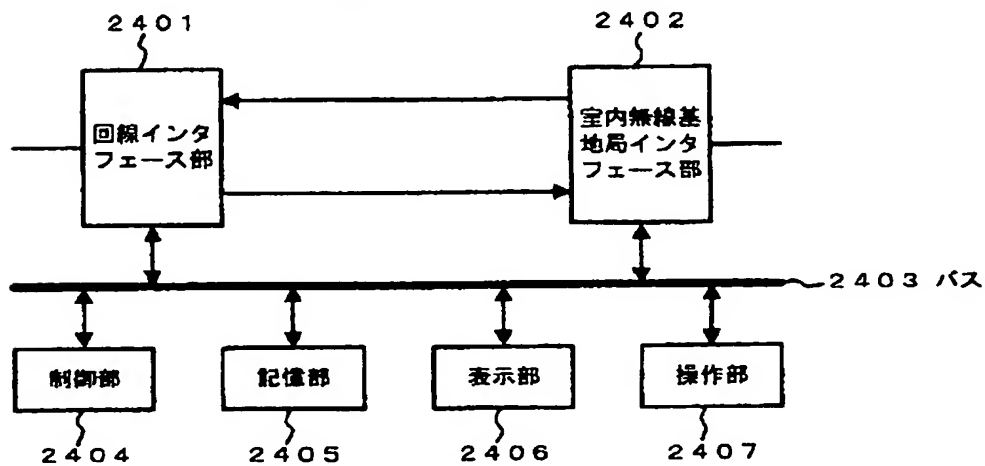 2401
2402
回線インタ
フェース部
室内無線基
地局インタ
フェース部
2403 バス
制御部
記憶部
表示部
操作部
2404
2405
2406
2407